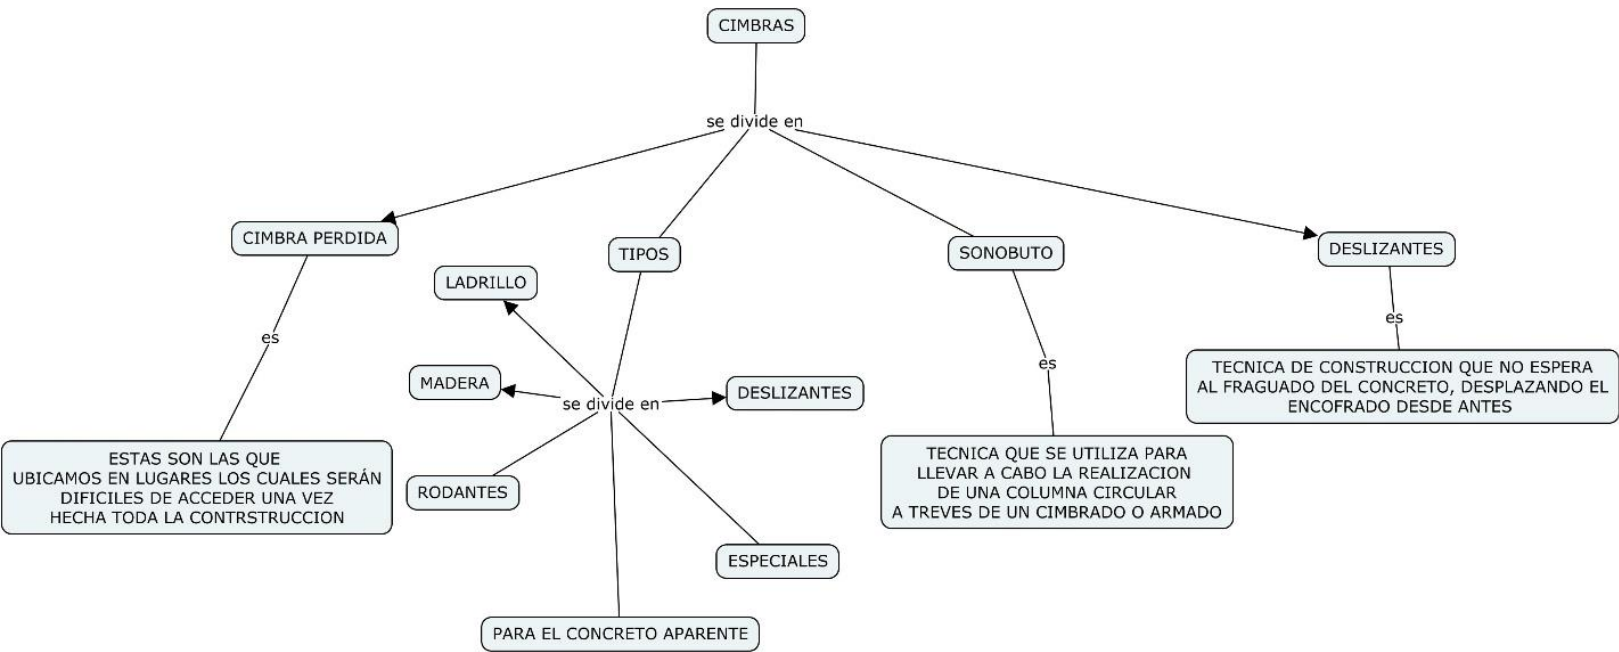 CIMBRAS
se divide en
CIMBRA PERDIDA
TIPOS
SONOBUTO
DESLIZANTES
LADRILLO
es
es
es
TECNICA DE CONSTRUCCION QUE NO ESPERA
AL FRAGUADO DEL CONCRETO, DESPLAZANDO EL
ENCOFRADO DESDE ANTES
MADERA
se divide en
DESLIZANTES
RODANTES
ESTAS SON LAS QUE
UBICAMOS EN LUGARES LOS CUALES SERÁN
DIFICILES DE ACCEDER UNA VEZ
HECHA TODA LA CONTRSTRUCCION
TECNICA QUE SE UTILIZA PARA
LLEVAR A CABO LA REALIZACION
DE UNA COLUMNA CIRCULAR
A TREVES DE UN CIMBRADO O ARMADO
ESPECIALES
PARA EL CONCRETO APARENTE